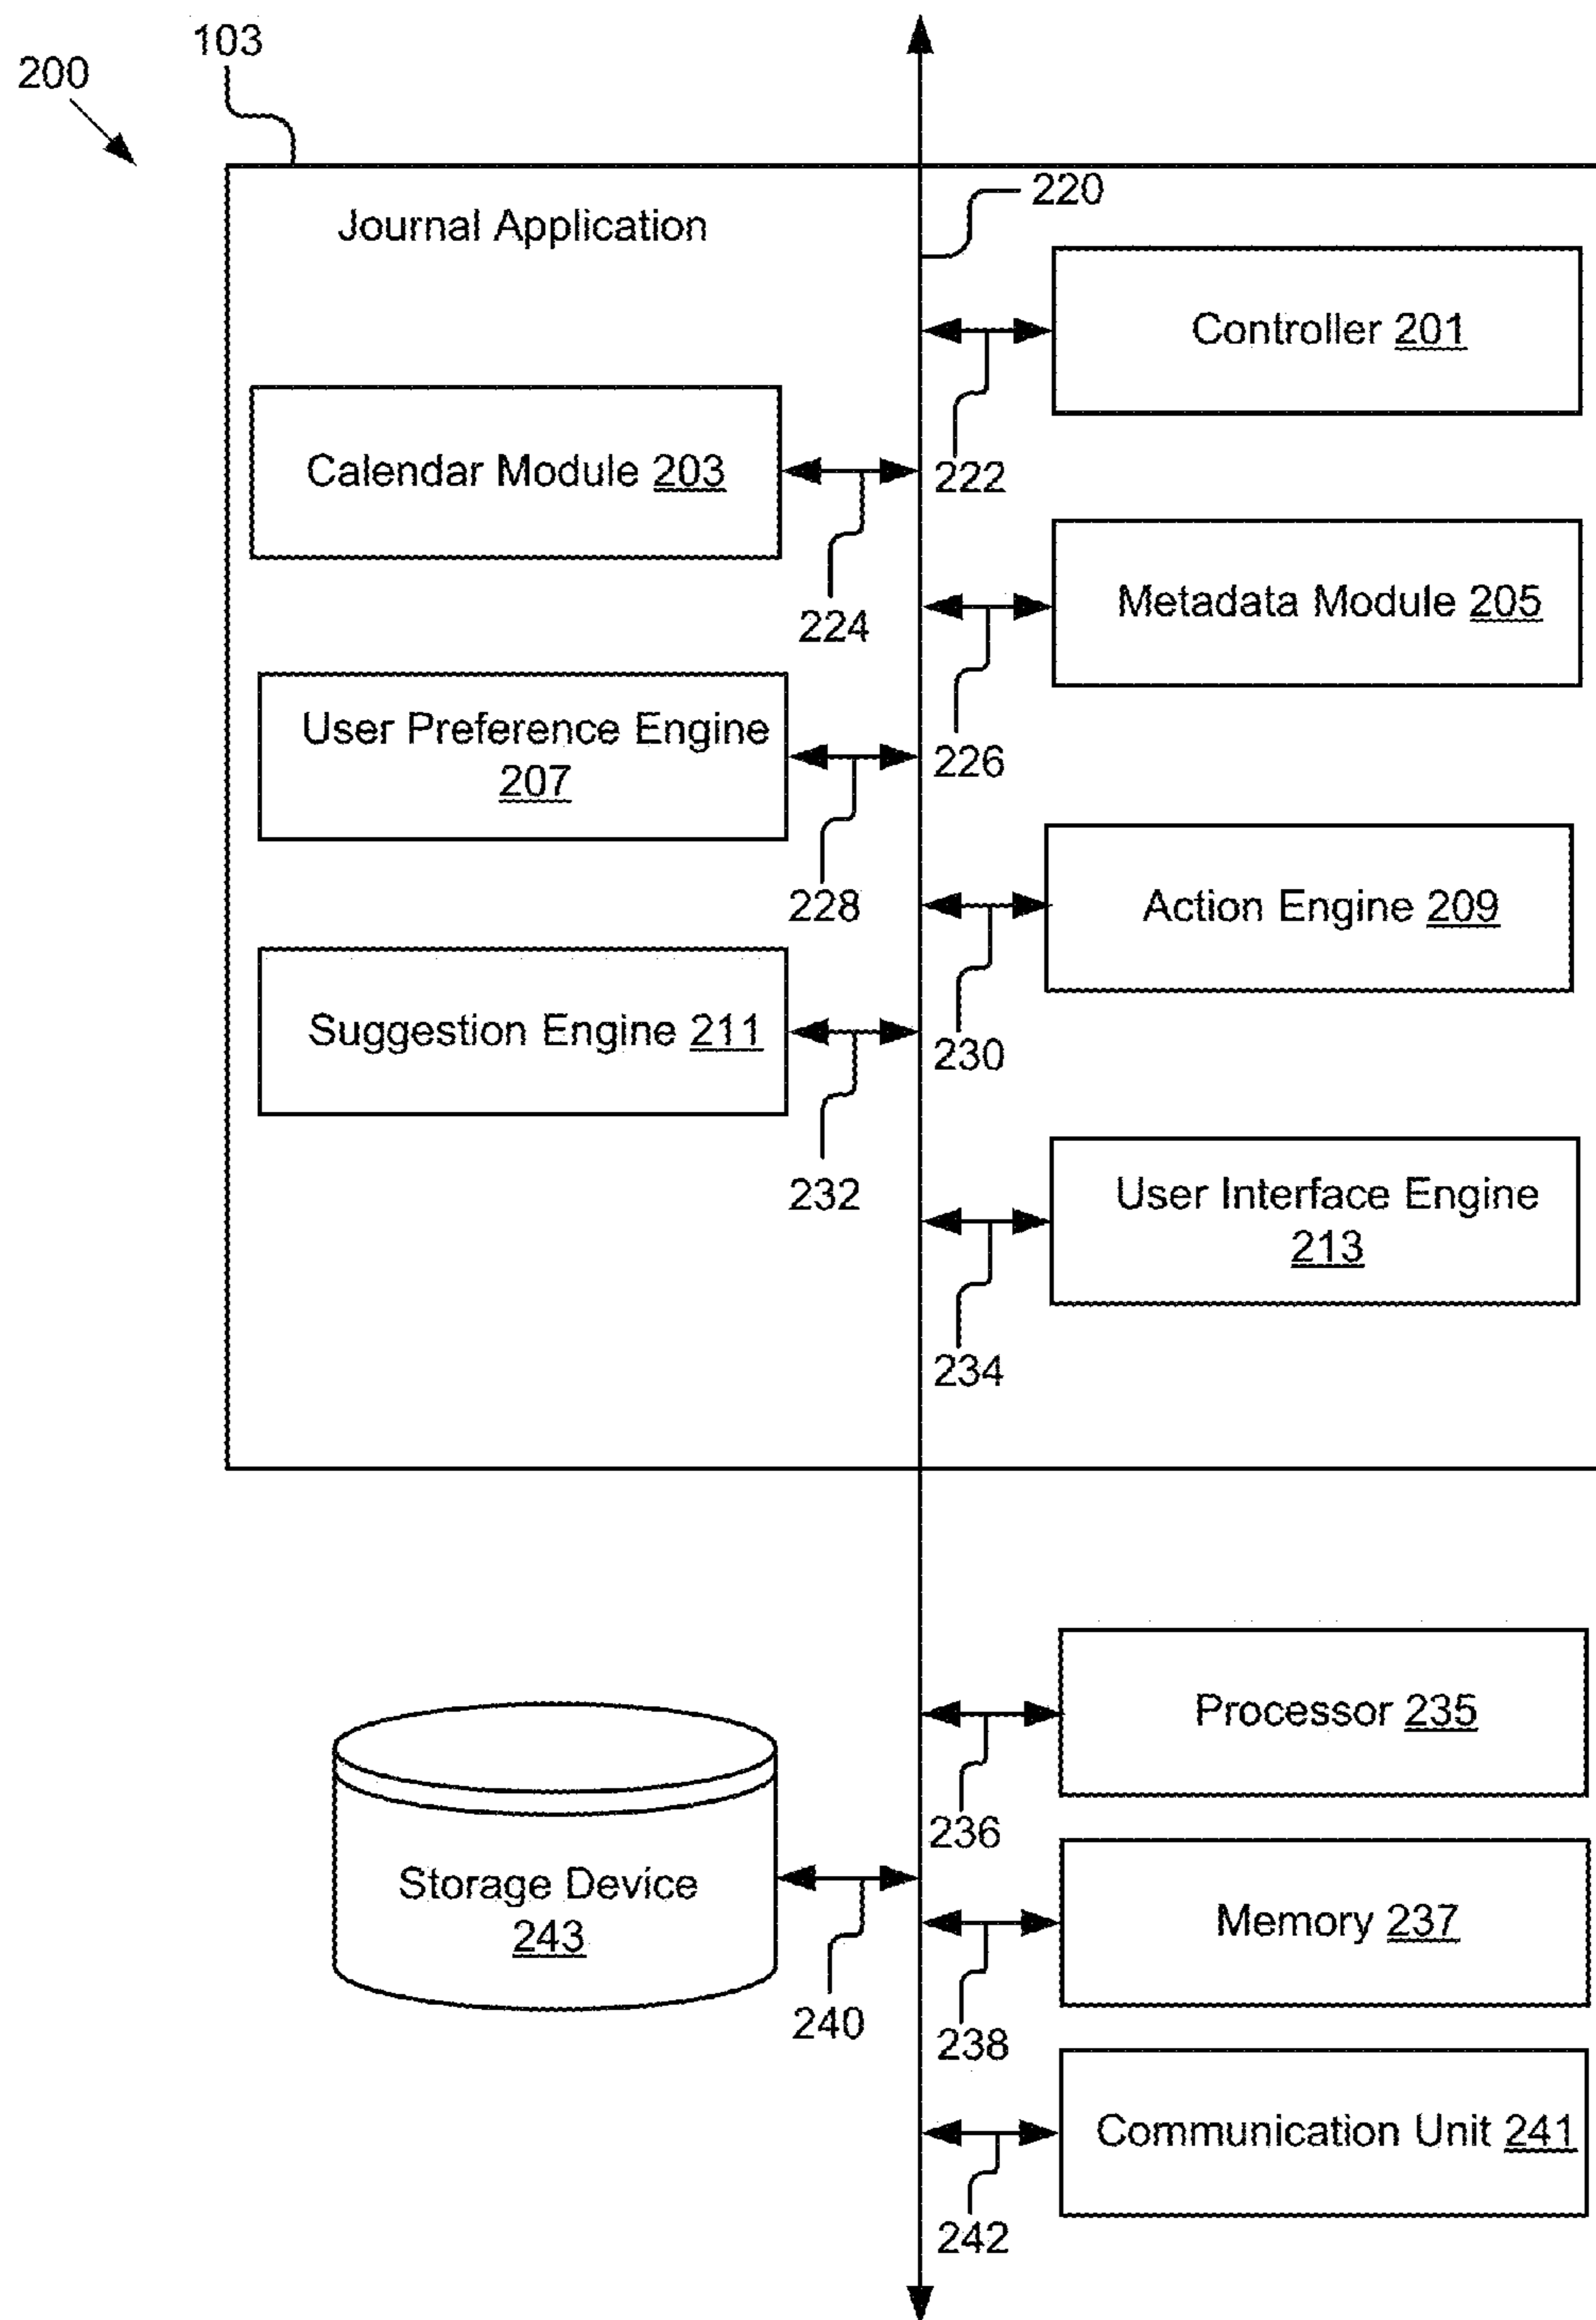 103
200
220
Journal Application
Controller 201
222
Calendar Module 203
224
Metadata Module 205
226
User Preference Engine
207
228
Action Engine 209
230
Suggestion Engine 211
232
User Interface Engine
213
234
Processor 235
236
Storage Device
243
240
Memory 237
238
Communication Unit 241
242